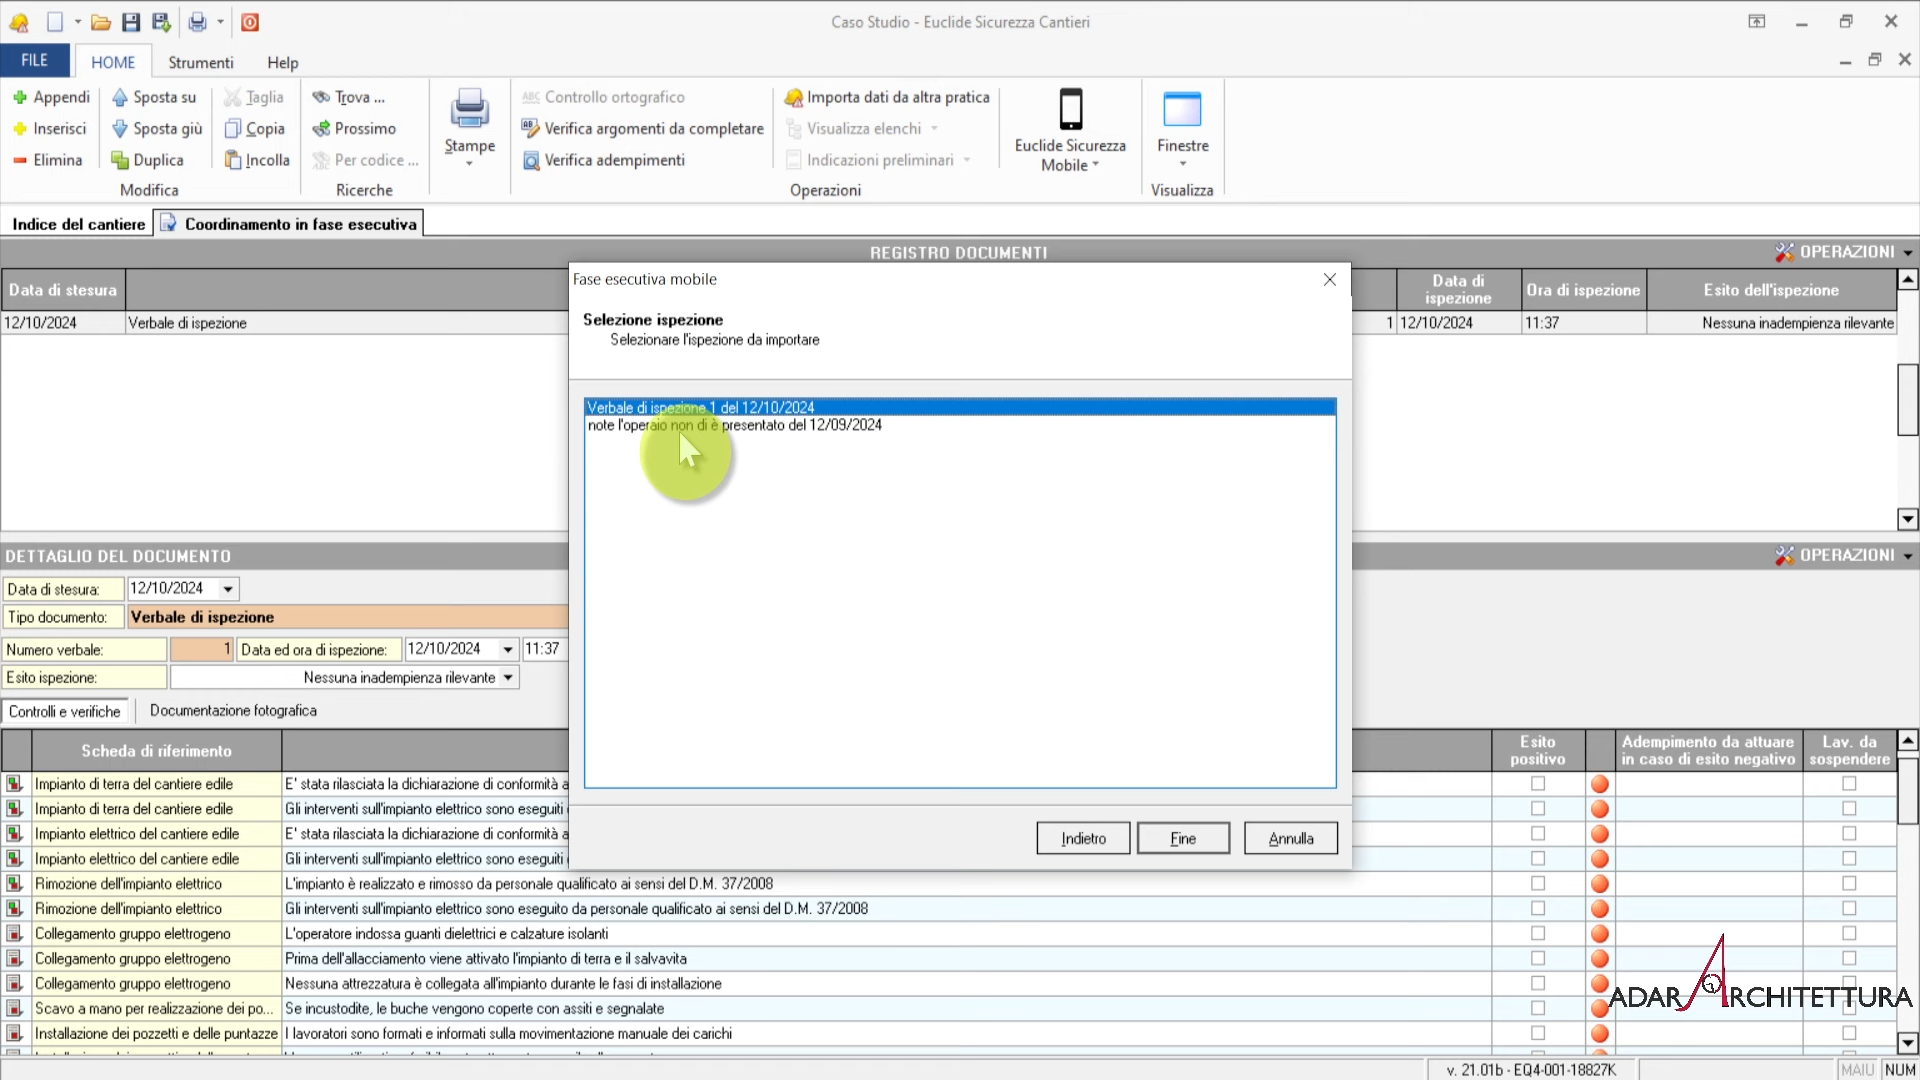 Caso Studio - Euclide Sicurezza Cantieri
FILE
HOME
Strumenti
Help
Appendi
Sposta su
Taglia
Trova ...
Controllo ortografico
Importa dati da altra pratica
Inserisci
Sposta giù
Copia
Prossimo
Verifica argomenti da completare
Visualizza elenchi
Elimina
Duplica
Incolla
Per codice ...
Verifica adempimenti
Indicazioni preliminari
Stampe
Euclide Sicurezza
Mobile
Finestre
Modifica
Ricerche
Operazioni
Visualizza
Indice del cantiere
Coordinamento in fase esecutiva
REGISTRO DOCUMENTI
OPERAZIONI
Data di stesura
Data di
ispezione
Ora di ispezione
Esito dell'ispezione
12/10/2024
Verbale di ispezione
1
12/10/2024
11:37
Nessuna inadempienza rilevante
Fase esecutiva mobile
Selezione ispezione
Selezionare l'ispezione da importare
Verbale di ispezione 1 del 12/10/2024
note l'operaio non di è presentato del 12/09/2024
Indietro
Fine
Annulla
DETTAGLIO DEL DOCUMENTO
OPERAZIONI
Data di stesura:
12/10/2024
Tipo documento:
Verbale di ispezione
Numero verbale:
1
Data ed ora di ispezione:
12/10/2024
11:37
Esito ispezione:
Nessuna inadempienza rilevante
Controlli e verifiche
Documentazione fotografica
Scheda di riferimento
Esito
positivo
Adempimento da attuare
in caso di esito negativo
Lav. da
sospendere
Impianto di terra del cantiere edile
E' stata rilasciata la dichiarazione di conformità a
Impianto di terra del cantiere edile
Gli interventi sull'impianto elettrico sono eseguiti
Impianto elettrico del cantiere edile
E' stata rilasciata la dichiarazione di conformità a
Impianto elettrico del cantiere edile
Gli interventi sull'impianto elettrico sono eseguiti
Rimozione dell'impianto elettrico
L'impianto è realizzato e rimosso da personale qualificato ai sensi del D.M. 37/2008
Rimozione dell'impianto elettrico
Gli interventi sull'impianto elettrico sono eseguito da personale qualificato ai sensi del D.M. 37/2008
Collegamento gruppo elettrogeno
L'operatore indossa guanti dielettrici e calzature isolanti
Collegamento gruppo elettrogeno
Prima dell'allacciamento viene attivato l'impianto di terra e il salvavita
Collegamento gruppo elettrogeno
Nessuna attrezzatura è collegata all'impianto durante le fasi di installazione
Scavo a mano per realizzazione dei po...
Se incustodite, le buche vengono coperte con assiti e segnalate
Installazione dei pozzetti e delle puntazze
I lavoratori sono formati e informati sulla movimentazione manuale dei carichi
ADARARCHITETTURA
v. 21.01b - EQ4-001-18827K
MAIU
NUM